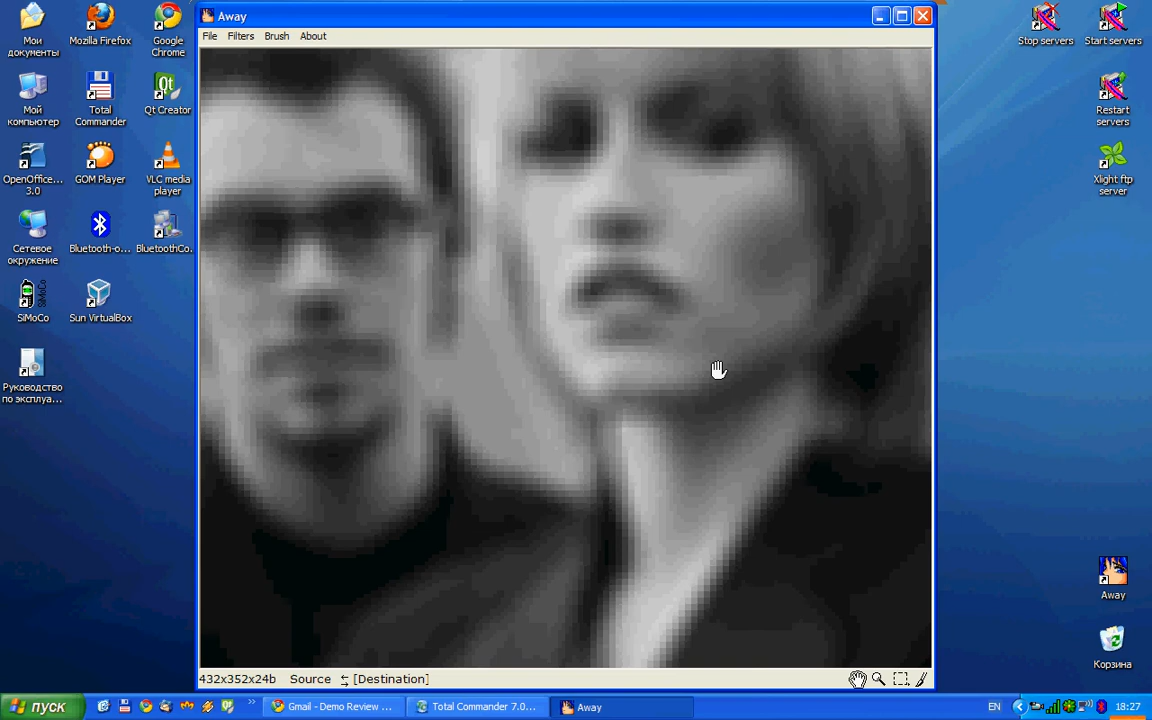 Away
File Filters Brush About
Мои
документы
Mozilla Firefox
Google
Chrome
Мой
компьютер
Total
Commander
Qt Creator
OpenOffice...
3.0
GOM Player
VLC media
player
Сетевое
окружение
Bluetooth-о...
BluetoothCo...
SiMoCo
Sun VirtualBox
Руководство
по эксплуа...
Stop servers
Start servers
Restart
servers
Xlight ftp
server
Away
Корзина
432x352x24b Source [Destination]
пуск
Gmail - Demo Review ...
Total Commander 7.0...
Away
EN
18:27